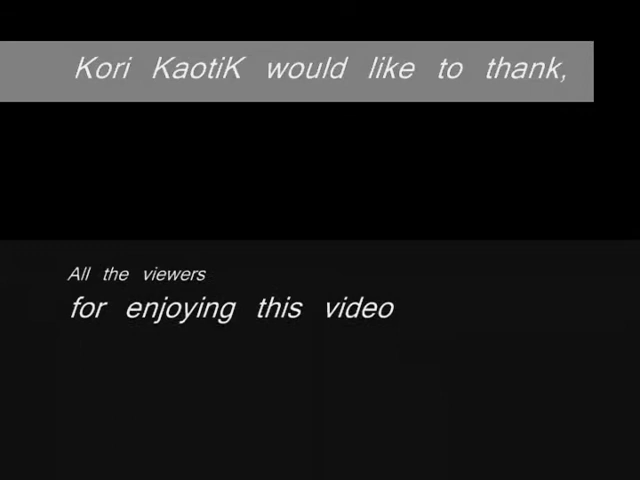 Kori KaotiK would like to thank,
All the viewers
for enjoying this video